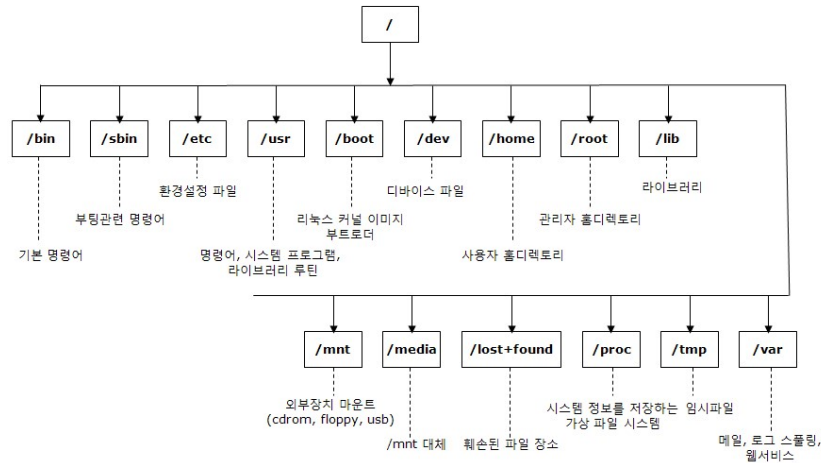 /
/bin
/sbin
/etc
/usr
/boot
/dev
/home
/root
/lib
환경설정 파일
디바이스 파일
라이브러리
부팅관련 명령어
리눅스 커널 이미지
부트로더
관리자 홈디렉토리
기본 명령어
명령어, 시스템 프로그램,
라이브러리 루틴
사용자 홈디렉토리
/mnt
/media
/lost+found
/proc
/tmp
/var
외부장치 마운트
(cdrom, floppy, usb)
시스템 정보를 저장하는
가상 파일 시스템
임시파일
/mnt 대체
훼손된 파일 장소
메일, 로그 스풀링,
웹서비스